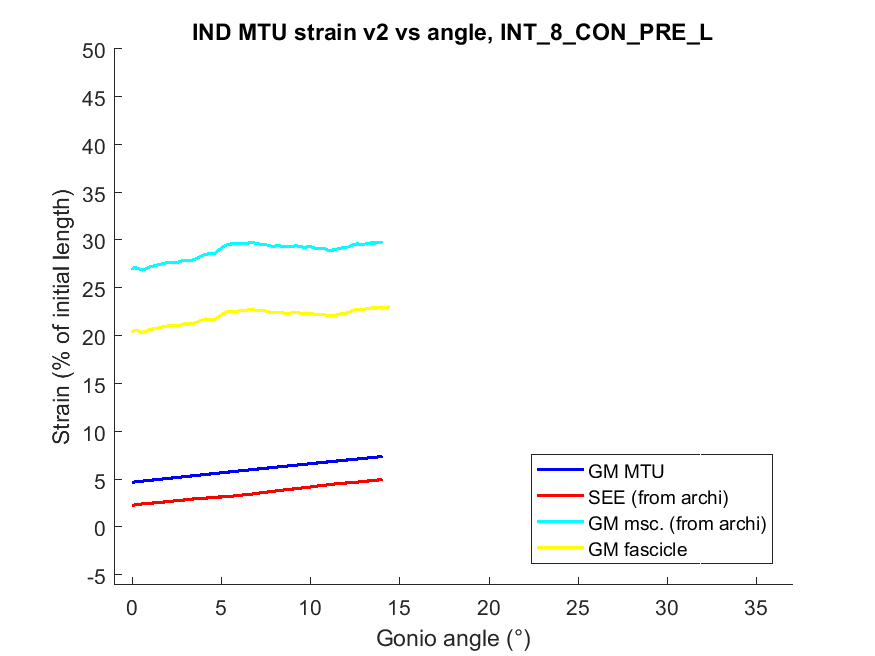 IND MTU strain v2 vs angle, INT_8_CON_PRE_L
50
45
40
35
30
25
20
15
10
5
0
-5
Strain (% of initial length)
GM MTU
SEE (from archi)
GM msc. (from archi)
GM fascicle
0 5 10 15 20 25 30 35
Gonio angle (°)